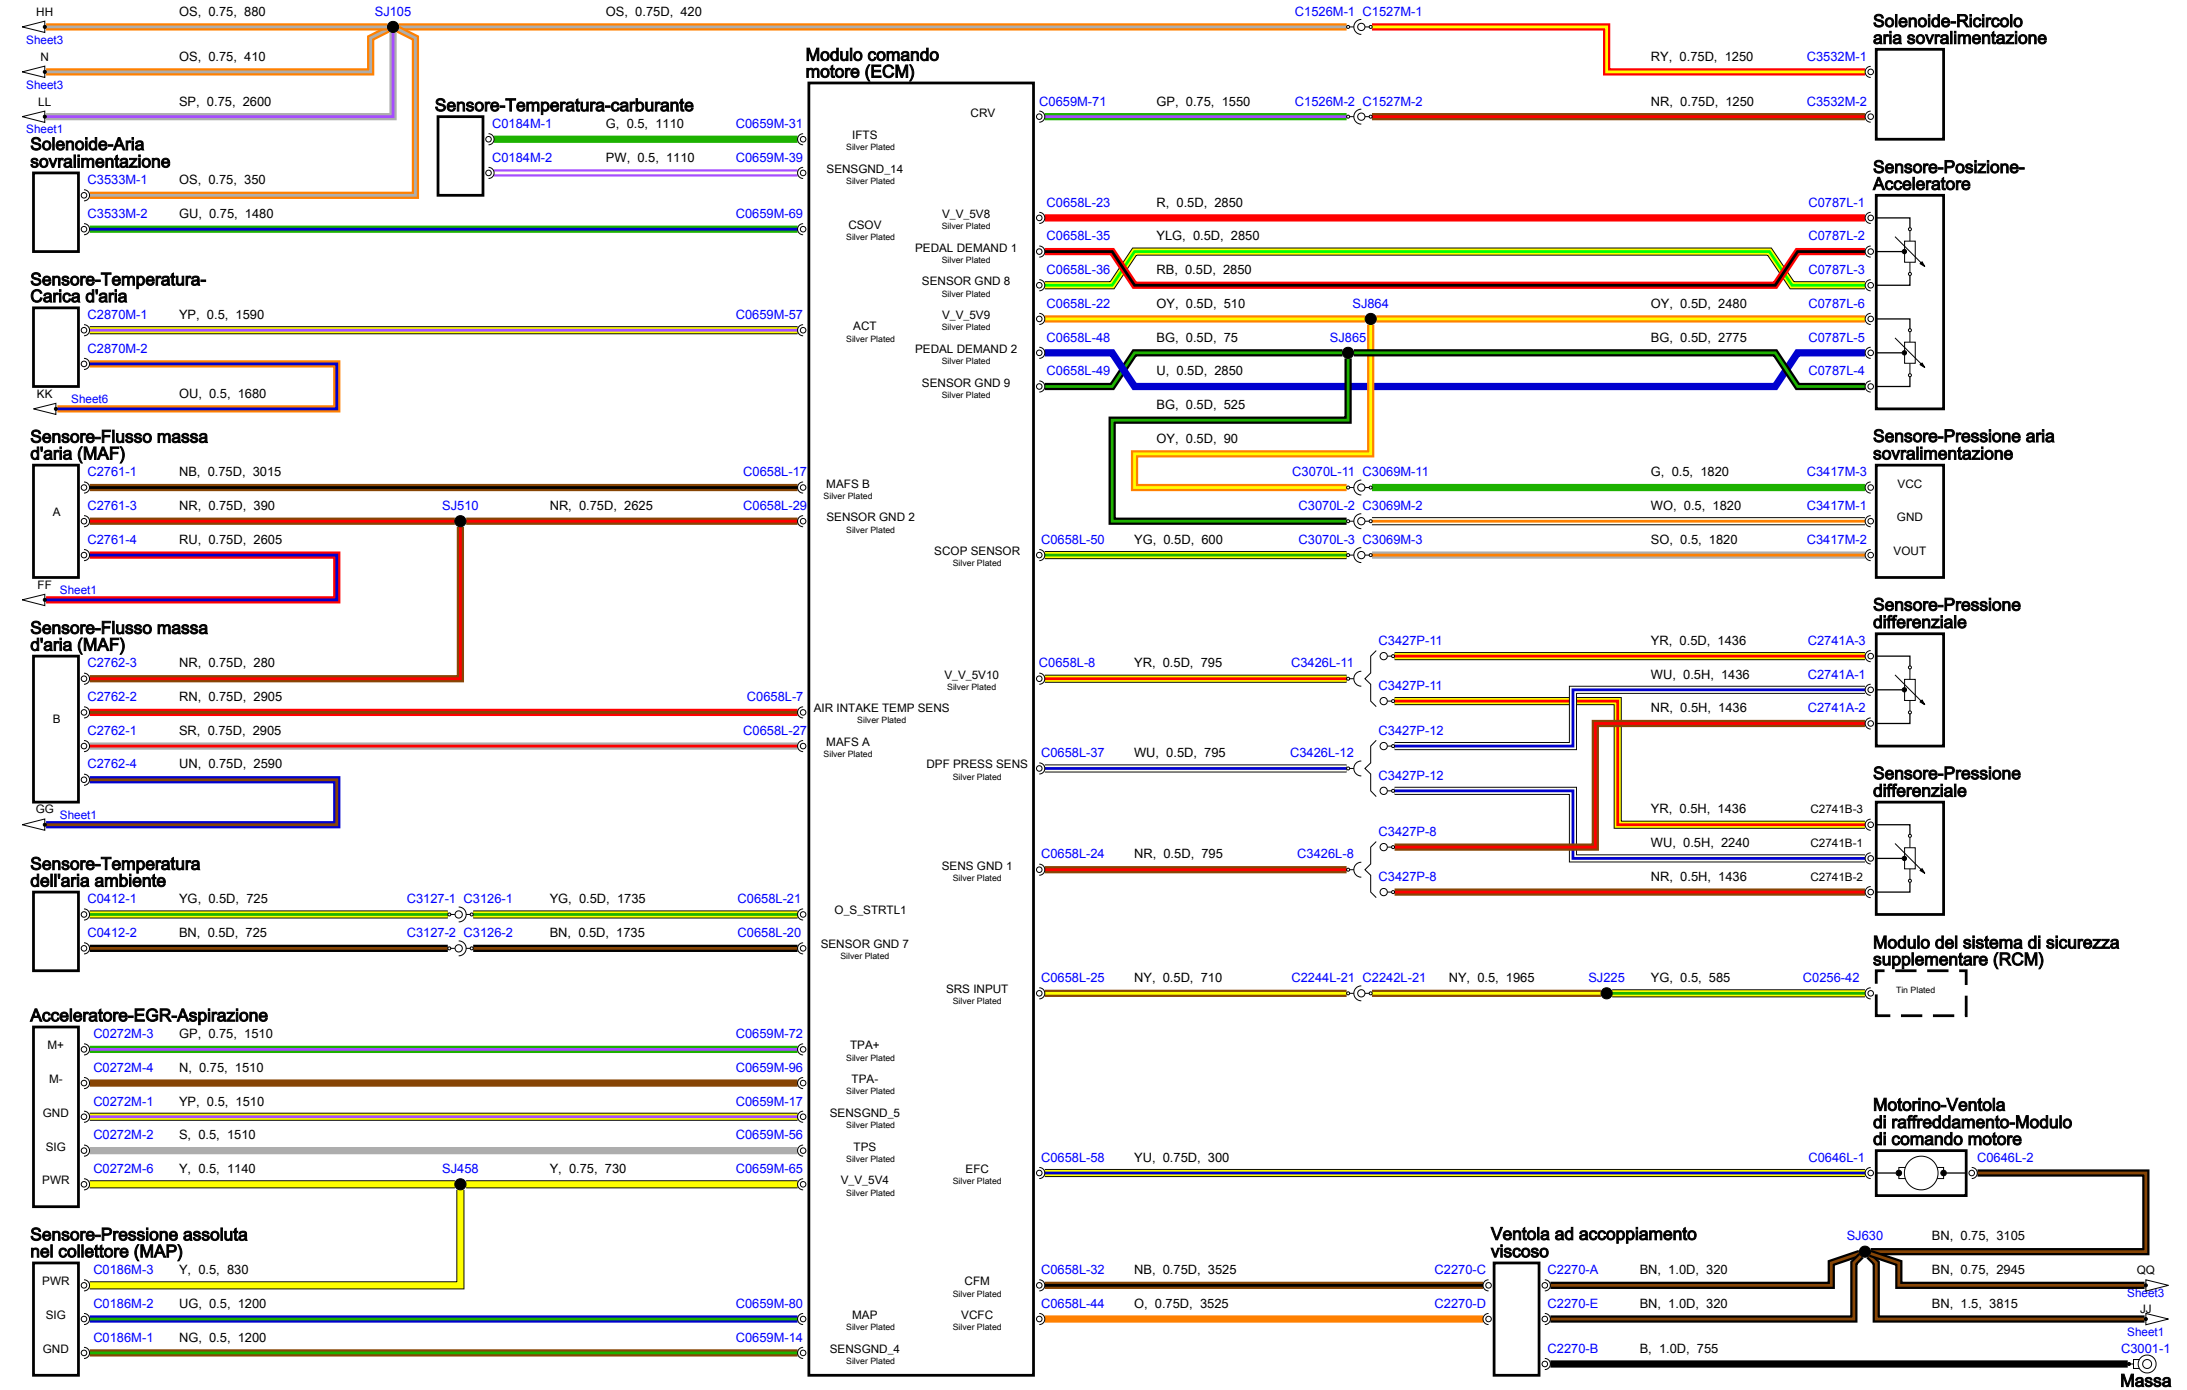 HH
OS, 0.75, 880
SJ105
OS, 0.75D, 420
C1526M-1 C1527M-1
Sheet3
N
OS, 0.75, 410
Sheet3
LL
SP, 0.75, 2600
Sheet1
Solenoide-Ricircolo
aria sovralimentazione
RY, 0.75D, 1250
C3532M-1
NR, 0.75D, 1250
C3532M-2
Modulo comando
motore (ECM)
CRV
C0659M-71
GP, 0.75, 1550
C1526M-2 C1527M-2
Sensore-Temperatura-carburante
C0184M-1
G, 0.5, 1110
C0659M-31
IFTS
Silver Plated
C0184M-2
PW, 0.5, 1110
C0659M-39
SENSGND_14
Silver Plated
Solenoide-Aria
sovralimentazione
C3533M-1
OS, 0.75, 350
C3533M-2
GU, 0.75, 1480
C0659M-69
CSOV
Silver Plated
Sensore-Posizione-
Acceleratore
V_V_5V8
Silver Plated
C0658L-23
R, 0.5D, 2850
C0787L-1
PEDAL DEMAND 1
Silver Plated
C0658L-35
YLG, 0.5D, 2850
C0787L-2
SENSOR GND 8
Silver Plated
C0658L-36
RB, 0.5D, 2850
C0787L-3
V_V_5V9
Silver Plated
C0658L-22
OY, 0.5D, 510
SJ864
OY, 0.5D, 2480
C0787L-6
PEDAL DEMAND 2
Silver Plated
C0658L-48
BG, 0.5D, 75
SJ865
BG, 0.5D, 2775
C0787L-5
SENSOR GND 9
Silver Plated
C0658L-49
U, 0.5D, 2850
C0787L-4
BG, 0.5D, 525
OY, 0.5D, 90
Sensore-Temperatura-
Carica d'aria
C2870M-1
YP, 0.5, 1590
C0659M-57
ACT
Silver Plated
C2870M-2
KK
Sheet6
OU, 0.5, 1680
Sensore-Flusso massa
d'aria (MAF)
A
C2761-1
NB, 0.75D, 3015
C0658L-17
MAFS B
Silver Plated
C2761-3
NR, 0.75D, 390
SJ510
NR, 0.75D, 2625
C0658L-29
SENSOR GND 2
Silver Plated
C2761-4
RU, 0.75D, 2605
FF
Sheet1
Sensore-Pressione aria
sovralimentazione
C3070L-11 C3069M-11
G, 0.5, 1820
C3417M-3
VCC
C3070L-2 C3069M-2
WO, 0.5, 1820
C3417M-1
GND
SCOP SENSOR
Silver Plated
C0658L-50
YG, 0.5D, 600
C3070L-3 C3069M-3
SO, 0.5, 1820
C3417M-2
VOUT
Sensore-Flusso massa
d'aria (MAF)
B
C2762-3
NR, 0.75D, 280
C2762-2
RN, 0.75D, 2905
C0658L-7
AIR INTAKE TEMP SENS
Silver Plated
C2762-1
SR, 0.75D, 2905
C0658L-27
MAFS A
Silver Plated
C2762-4
UN, 0.75D, 2590
GG
Sheet1
Sensore-Pressione
differenziale
V_V_5V10
Silver Plated
C0658L-8
YR, 0.5D, 795
C3426L-11
C3427P-11
YR, 0.5D, 1436
C2741A-3
C3427P-11
WU, 0.5H, 1436
C2741A-1
NR, 0.5H, 1436
C2741A-2
DPF PRESS SENS
Silver Plated
C0658L-37
WU, 0.5D, 795
C3426L-12
C3427P-12
C3427P-12
Sensore-Pressione
differenziale
YR, 0.5H, 1436
C2741B-3
WU, 0.5H, 2240
C2741B-1
NR, 0.5H, 1436
C2741B-2
SENS GND 1
Silver Plated
C0658L-24
NR, 0.5D, 795
C3426L-8
C3427P-8
C3427P-8
Sensore-Temperatura
dell'aria ambiente
C0412-1
YG, 0.5D, 725
C3127-1 C3126-1
YG, 0.5D, 1735
C0658L-21
O_S_STRTL1
C0412-2
BN, 0.5D, 725
C3127-2 C3126-2
BN, 0.5D, 1735
C0658L-20
SENSOR GND 7
Silver Plated
Modulo del sistema di sicurezza
supplementare (RCM)
SRS INPUT
Silver Plated
C0658L-25
NY, 0.5D, 710
C2244L-21 C2242L-21
NY, 0.5, 1965
SJ225
YG, 0.5, 585
C0256-42
Tin Plated
Acceleratore-EGR-Aspirazione
M+
C0272M-3
GP, 0.75, 1510
C0659M-72
TPA+
Silver Plated
M-
C0272M-4
N, 0.75, 1510
C0659M-96
TPA-
Silver Plated
GND
C0272M-1
YP, 0.5, 1510
C0659M-17
SENSGND_5
Silver Plated
SIG
C0272M-2
S, 0.5, 1510
C0659M-56
TPS
Silver Plated
PWR
C0272M-6
Y, 0.5, 1140
SJ458
Y, 0.75, 730
C0659M-65
V_V_5V4
Silver Plated
Motorino-Ventola
di raffreddamento-Modulo
di comando motore
EFC
Silver Plated
C0658L-58
YU, 0.75D, 300
C0646L-1
C0646L-2
Sensore-Pressione assoluta
nel collettore (MAP)
PWR
C0186M-3
Y, 0.5, 830
SIG
C0186M-2
UG, 0.5, 1200
C0659M-80
MAP
Silver Plated
GND
C0186M-1
NG, 0.5, 1200
C0659M-14
SENSGND_4
Silver Plated
Ventola ad accoppiamento
viscoso
CFM
Silver Plated
C0658L-32
NB, 0.75D, 3525
C2270-C
C2270-A
BN, 1.0D, 320
SJ630
BN, 0.75, 3105
BN, 0.75, 2945
QQ
Sheet3
VCFC
Silver Plated
C0658L-44
O, 0.75D, 3525
C2270-D
C2270-E
BN, 1.0D, 320
BN, 1.5, 3815
JJ
Sheet1
C2270-B
B, 1.0D, 755
C3001-1
Massa